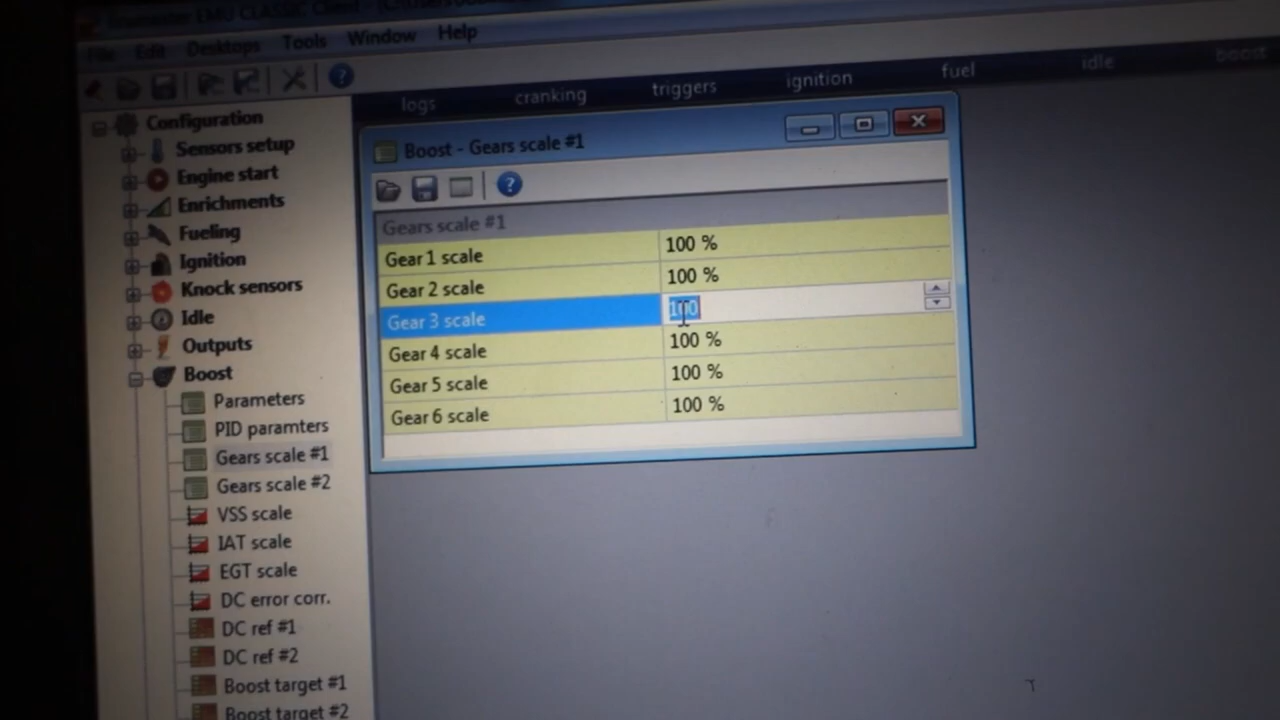 EMU CLASSIC Client
File Edit Desktops Tools Window Help
logs cranking triggers ignition fuel idle boost
Configuration
Sensors setup
Engine start
Enrichments
Fueling
Ignition
Knock sensors
Idle
Outputs
Boost
Parameters
PID paramters
Gears scale #1
Gears scale #2
VSS scale
IAT scale
EGT scale
DC error corr.
DC ref #1
DC ref #2
Boost target #1
Boost target #2
Boost - Gears scale #1
Gears scale #1
Gear 1 scale 100 %
Gear 2 scale 100 %
Gear 3 scale 100
Gear 4 scale 100 %
Gear 5 scale 100 %
Gear 6 scale 100 %